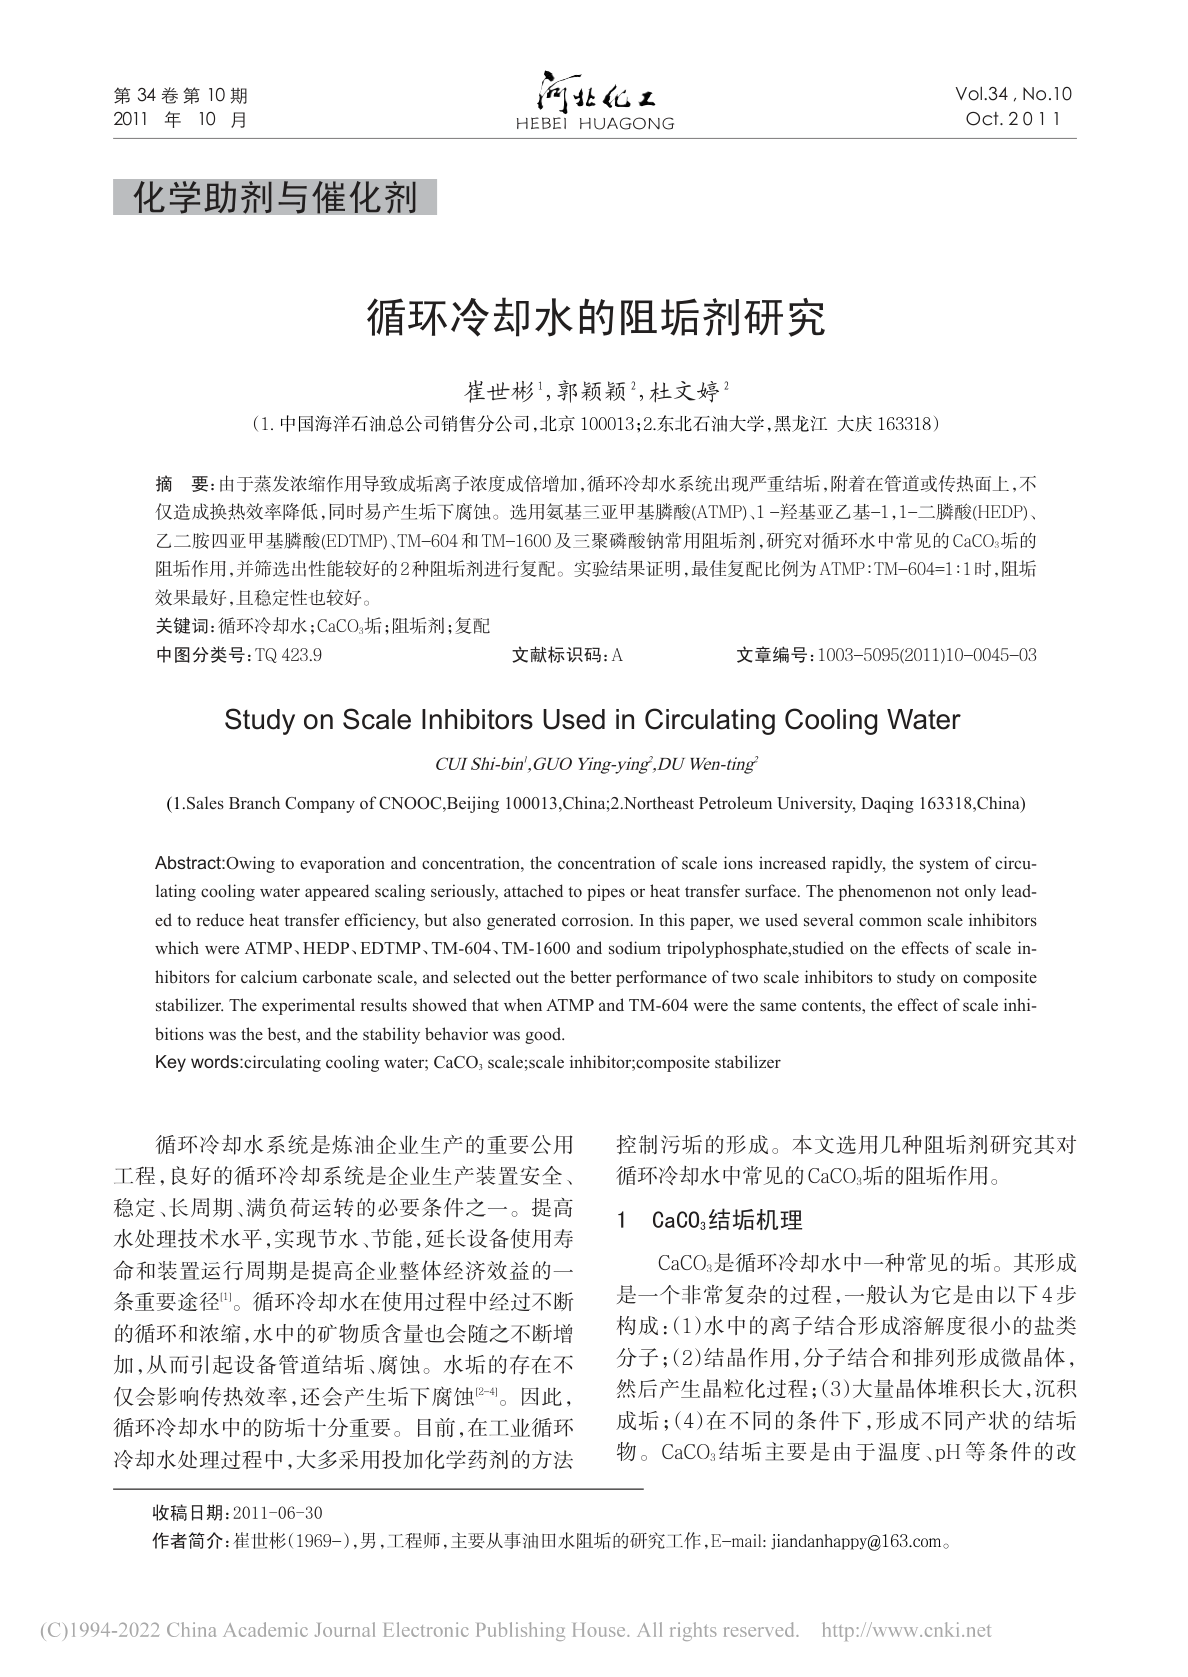 第 34 卷 第 10 期
2011 年 10 月
河北化工
HEBEI HUAGONG
Vol.34 , No.10
Oct. 2 0 1 1
化学助剂与催化剂
循环冷却水的阻垢剂研究
崔世彬1,郭颖颖2,杜文婷2
(1. 中国海洋石油总公司销售分公司,北京 100013;2.东北石油大学,黑龙江 大庆 163318)
摘 要:由于蒸发浓缩作用导致成垢离子浓度成倍增加,循环冷却水系统出现严重结垢,附着在管道或传热面上,不
仅造成换热效率降低,同时易产生垢下腐蚀。选用氨基三亚甲基膦酸(ATMP)、1-羟基亚乙基-1,1-二膦酸(HEDP)、
乙二胺四亚甲基膦酸(EDTMP)、TM-604 和 TM-1600 及三聚磷酸钠常用阻垢剂,研究对循环水中常见的 CaCO3垢的
阻垢作用,并筛选出性能较好的 2 种阻垢剂进行复配。实验结果证明,最佳复配比例为 ATMP∶TM-604=1∶1 时,阻垢
效果最好,且稳定性也较好。
关键词:循环冷却水;CaCO3垢;阻垢剂;复配
中图分类号:TQ 423.9 文献标识码:A 文章编号:1003-5095(2011)10-0045-03
Study on Scale Inhibitors Used in Circulating Cooling Water
CUI Shi-bin1,GUO Ying-ying2,DU Wen-ting2
(1.Sales Branch Company of CNOOC,Beijing 100013,China;2.Northeast Petroleum University, Daqing 163318,China)
Abstract:Owing to evaporation and concentration, the concentration of scale ions increased rapidly, the system of circu-
lating cooling water appeared scaling seriously, attached to pipes or heat transfer surface. The phenomenon not only lead-
ed to reduce heat transfer efficiency, but also generated corrosion. In this paper, we used several common scale inhibitors
which were ATMP、HEDP、EDTMP、TM-604、TM-1600 and sodium tripolyphosphate,studied on the effects of scale in-
hibitors for calcium carbonate scale, and selected out the better performance of two scale inhibitors to study on composite
stabilizer. The experimental results showed that when ATMP and TM-604 were the same contents, the effect of scale inhi-
bitions was the best, and the stability behavior was good.
Key words:circulating cooling water; CaCO3 scale;scale inhibitor;composite stabilizer
循环冷却水系统是炼油企业生产的重要公用
工程,良好的循环冷却系统是企业生产装置安全、
稳定、长周期、满负荷运转的必要条件之一。提高
水处理技术水平,实现节水、节能,延长设备使用寿
命和装置运行周期是提高企业整体经济效益的一
条重要途径[1]。循环冷却水在使用过程中经过不断
的循环和浓缩,水中的矿物质含量也会随之不断增
加,从而引起设备管道结垢、腐蚀。水垢的存在不
仅会影响传热效率,还会产生垢下腐蚀[2-4]。因此,
循环冷却水中的防垢十分重要。目前,在工业循环
冷却水处理过程中,大多采用投加化学药剂的方法
控制污垢的形成。本文选用几种阻垢剂研究其对
循环冷却水中常见的 CaCO3垢的阻垢作用。
1 CaCO3结垢机理
CaCO3是循环冷却水中一种常见的垢。其形成
是一个非常复杂的过程,一般认为它是由以下 4 步
构成:(1)水中的离子结合形成溶解度很小的盐类
分子;(2)结晶作用,分子结合和排列形成微晶体,
然后产生晶粒化过程;(3)大量晶体堆积长大,沉积
成垢;(4)在不同的条件下,形成不同产状的结垢
物。CaCO3结垢主要是由于温度、pH 等条件的改
收稿日期:2011-06-30
作者简介:崔世彬(1969-),男,工程师,主要从事油田水阻垢的研究工作,E-mail: jiandanhappy@163.com。
(C)1994-2022 China Academic Journal Electronic Publishing House. All rights reserved. http://www.cnki.net